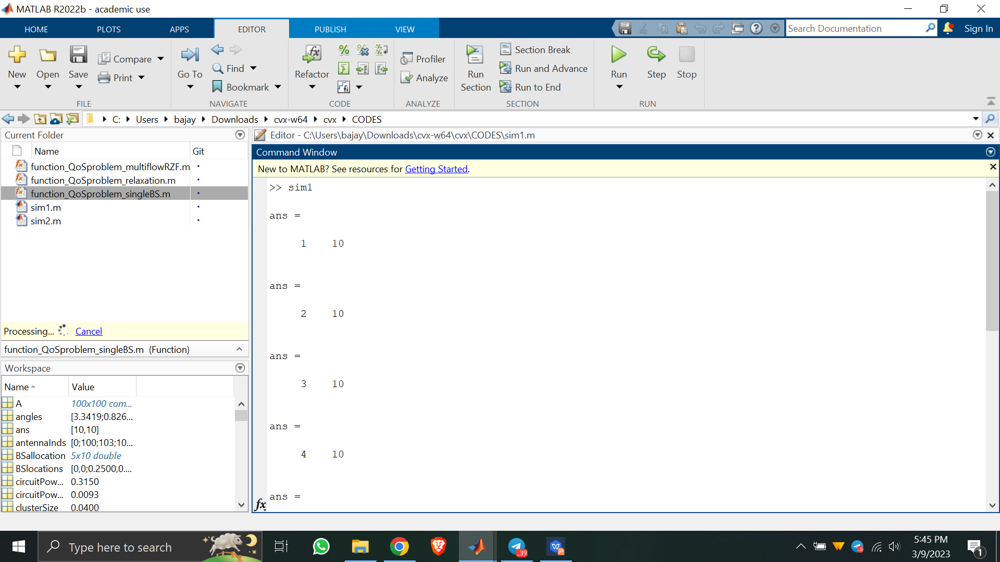 MATLAB R2022b - academic use
HOME PLOTS APPS EDITOR PUBLISH VIEW Search Documentation Sign In
New Open Save Compare Print
Go To Find Bookmark
Refactor
Profiler Analyze
Run Section Section Break Run and Advance Run to End
Run Step Stop
FILE NAVIGATE CODE ANALYZE SECTION RUN
C: Users bajay Downloads cvx-w64 cvx CODES
Current Folder
Name Git
function_QoSproblem_multiflowRZF.m
function_QoSproblem_relaxation.m
function_QoSproblem_singleBS.m
sim1.m
sim2.m
Processing... Cancel
function_QoSproblem_singleBS.m (Function)
Workspace
Name Value
A 100x100 com...
angles [3.3419;0.826...
ans [10,10]
antennaInds [0;100;103;10...
BSallocation 5x10 double
BSlocations [0,0;0.2500,0....
circuitPow... 0.3150
circuitPow... 0.0093
clusterSize 0.0400
Editor - C:\Users\bajay\Downloads\cvx-w64\cvx\CODES\sim1.m
Command Window
New to MATLAB? See resources for Getting Started.
>> sim1
ans =
1 10
ans =
2 10
ans =
3 10
ans =
4 10
ans =
fx
Type here to search
39
9
5:45 PM
3/9/2023
1